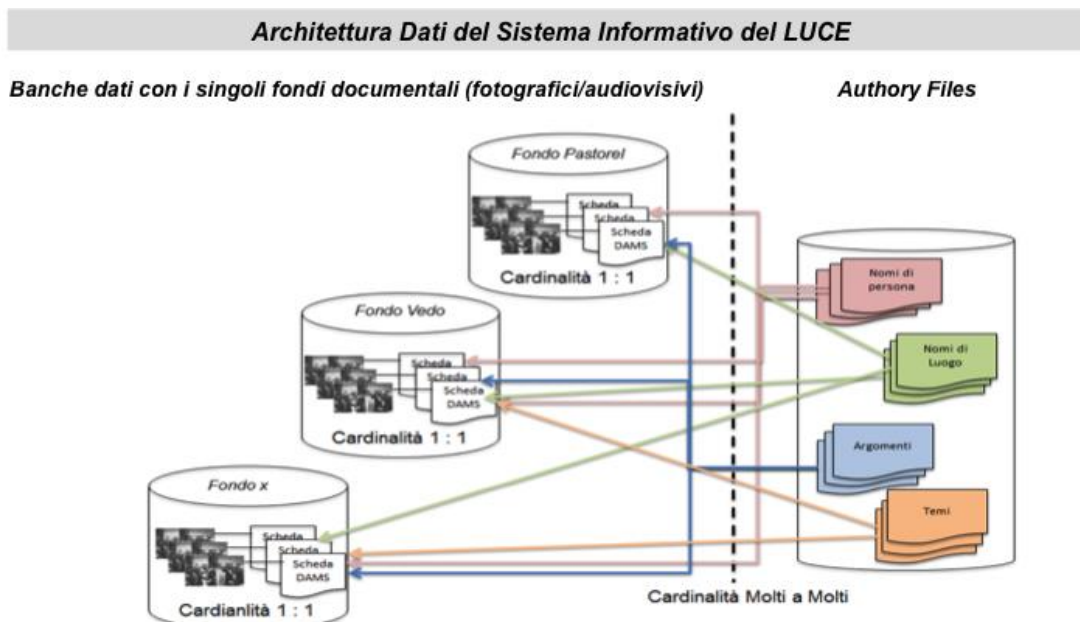 Architettura Dati del Sistema Informativo del LUCE
Banche dati con i singoli fondi documentali (fotografici/audiovisivi)
Authory Files
Fondo Pastorel
Scheda
Scheda
Scheda
DAMS
Cardinalità 1 : 1
Fondo Vedo
Scheda
Scheda
Scheda
DAMS
Cardinalità 1 : 1
Fondo x
Scheda
Scheda
Scheda
DAMS
Cardianlità 1 : 1
Nomi di
persona
Nomi di
Luogo
Argomenti
Temi
Cardinalità Molti a Molti